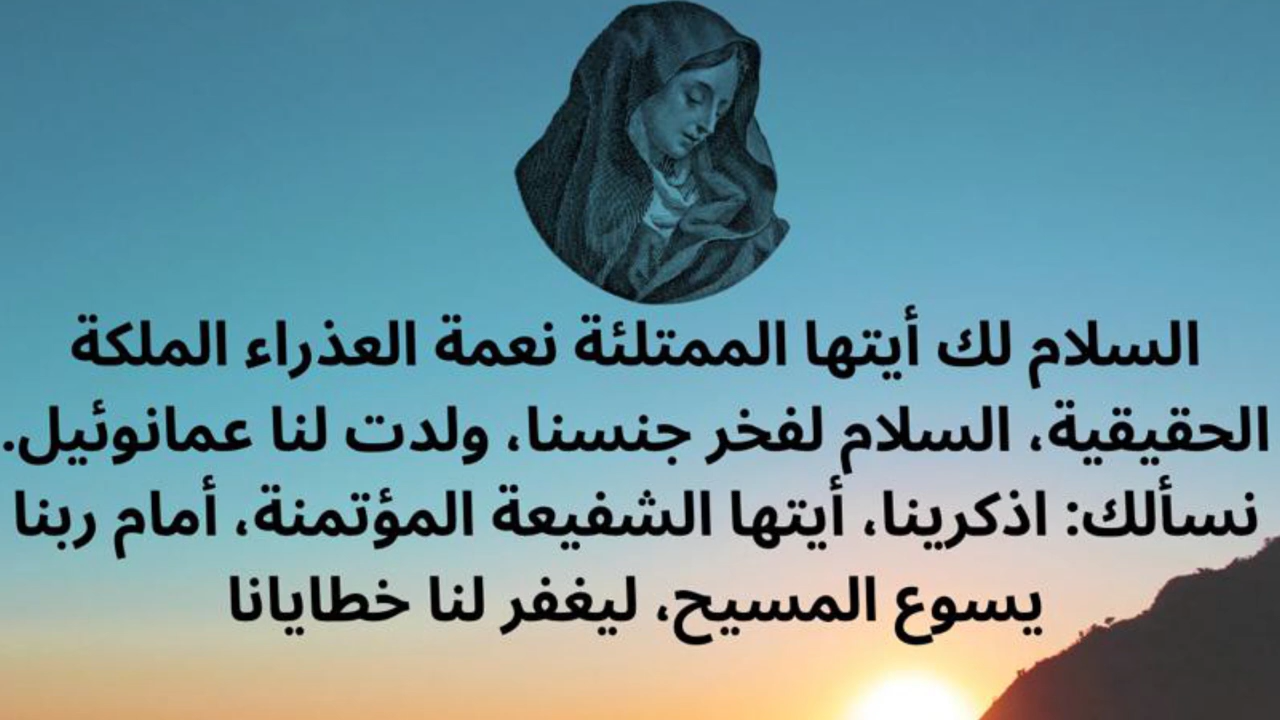 السلام لك أيتها الممتلئة نعمة العذراء الملكة
الحقيقية، السلام لفخر جنسنا، ولدت لنا عمانوئيل.
نسألك: اذكرينا، أيتها الشفيعة المؤتمنة، أمام ربنا
يسوع المسيح، ليغفر لنا خطايانا